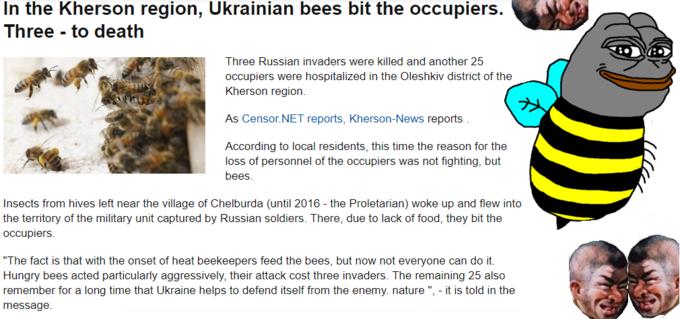 In the Kherson region, Ukrainian bees bit the occupiers.
Three - to death
Three Russian invaders were killed and another 25
occupiers were hospitalized in the Oleshkiv district of the
Kherson region.
As Censor.NET reports, Kherson-News reports .
According to local residents, this time the reason for the
loss of personnel of the occupiers was not fighting, but
bees.
Insects from hives left near the village of Chelburda (until 2016 - the Proletarian) woke up and flew into
the territory of the military unit captured by Russian soldiers. There, due to lack of food, they bit the
occupiers.
"The fact is that with the onset of heat beekeepers feed the bees, but now not everyone can do it.
Hungry bees acted particularly aggressively, their attack cost three invaders. The remaining 25 also
remember for a long time that Ukraine helps to defend itself from the enemy. nature ", - it is told in the
message.